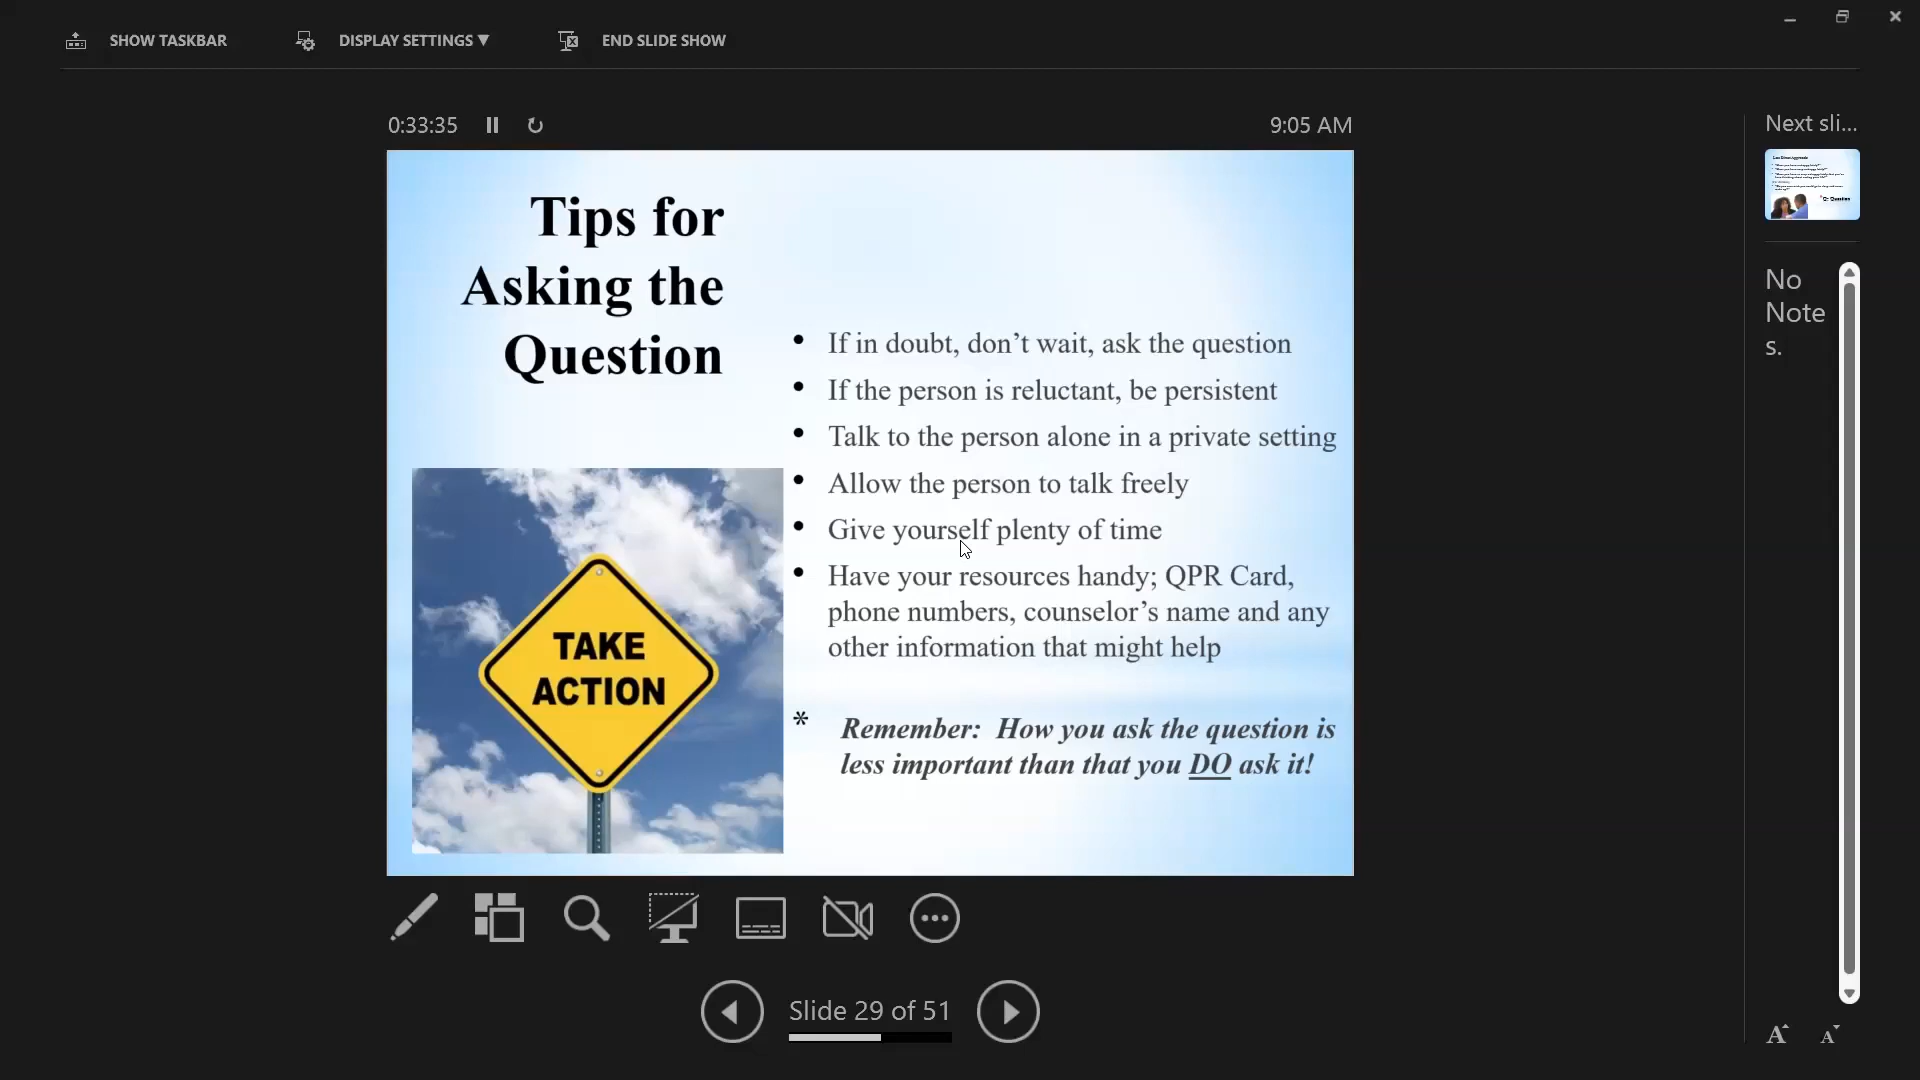 SHOW TASKBAR
DISPLAY SETTINGS ▼
END SLIDE SHOW
0:33:35
9:05 AM
Next sli...
Tips for
Asking the
Question
• If in doubt, don’t wait, ask the question
• If the person is reluctant, be persistent
• Talk to the person alone in a private setting
• Allow the person to talk freely
• Give yourself plenty of time
• Have your resources handy; QPR Card,
phone numbers, counselor’s name and any
other information that might help
* Remember: How you ask the question is
less important than that you DO ask it!
TAKE
ACTION
No
Note
s.
Slide 29 of 51
A A